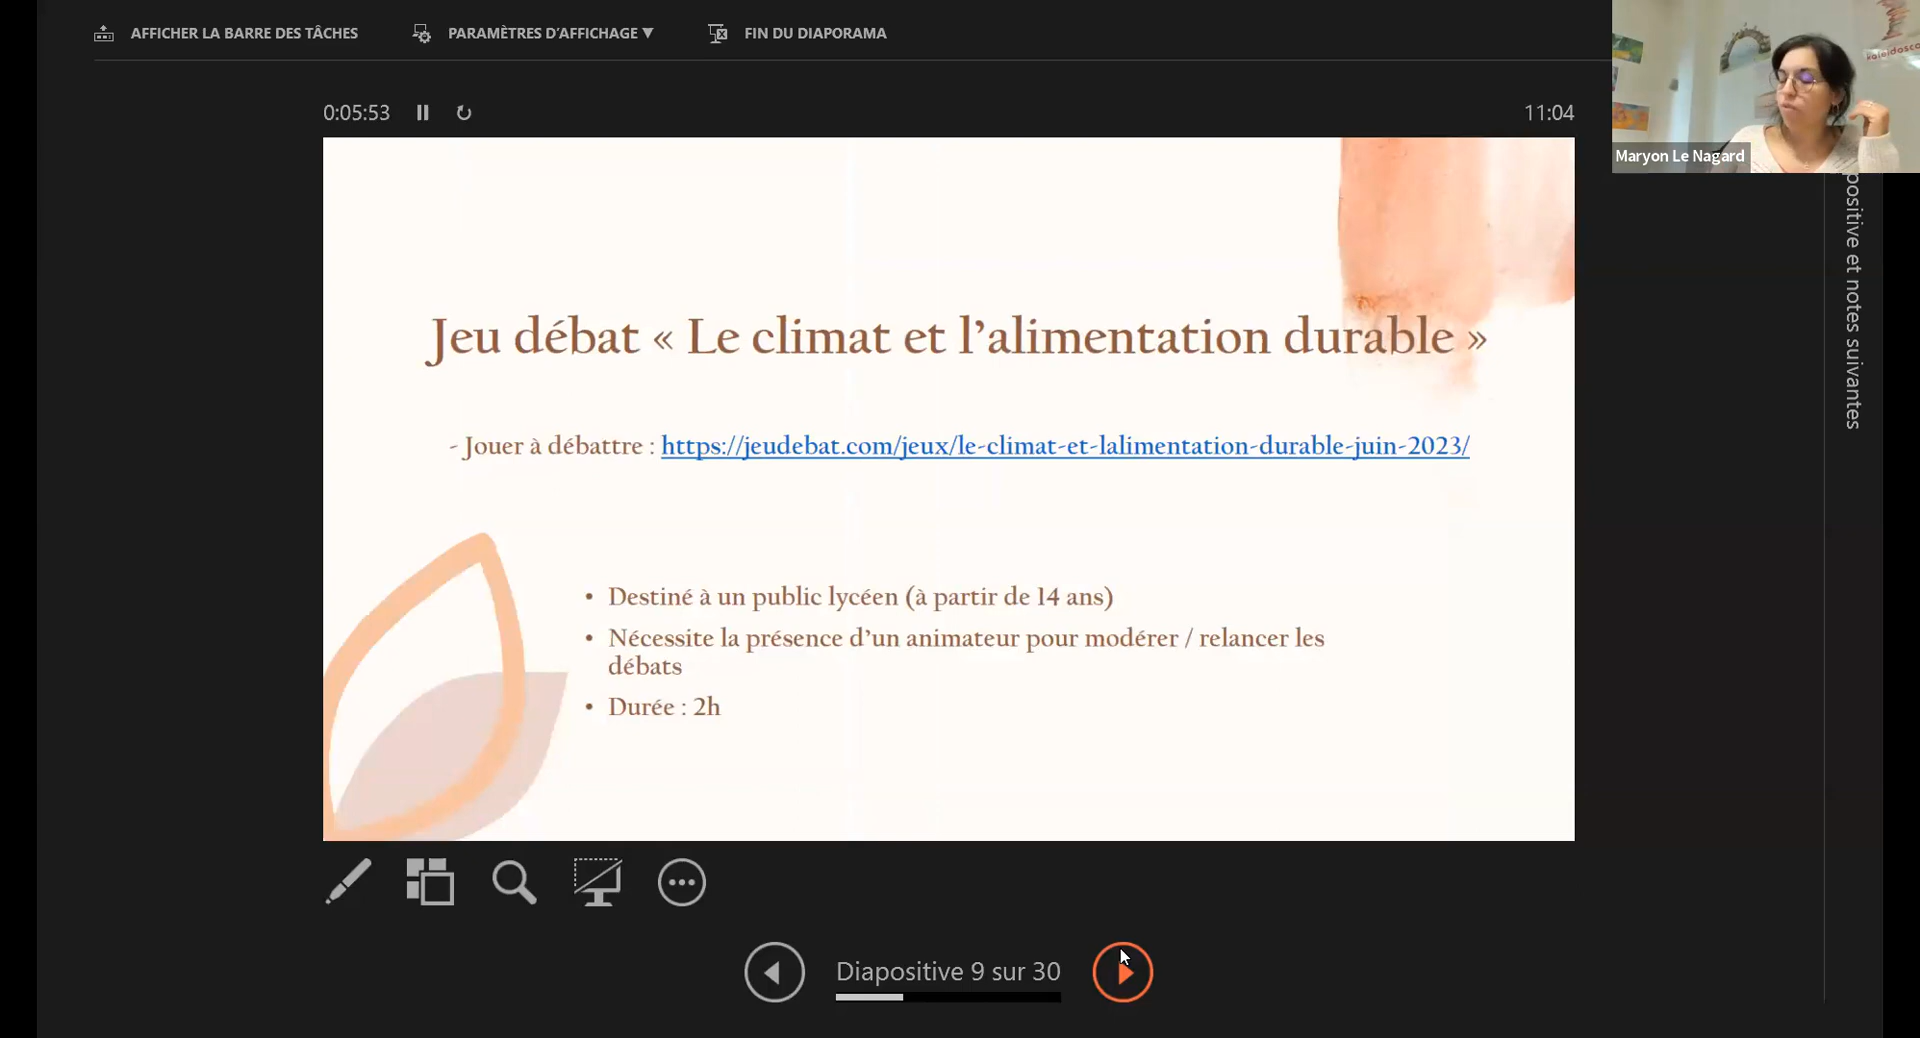 AFFICHER LA BARRE DES TÂCHES
PARAMÈTRES D'AFFICHAGE ▼
FIN DU DIAPORAMA
0:05:53
11:04
Maryon Le Nagard
Jeu débat « Le climat et l'alimentation durable »
- Jouer à débattre : https://jeudebat.com/jeux/le-climat-et-lalimentation-durable-juin-2023/
• Destiné à un public lycéen (à partir de 14 ans)
• Nécessite la présence d'un animateur pour modérer / relancer les
débats
• Durée : 2h
positive et notes suivantes
Diapositive 9 sur 30